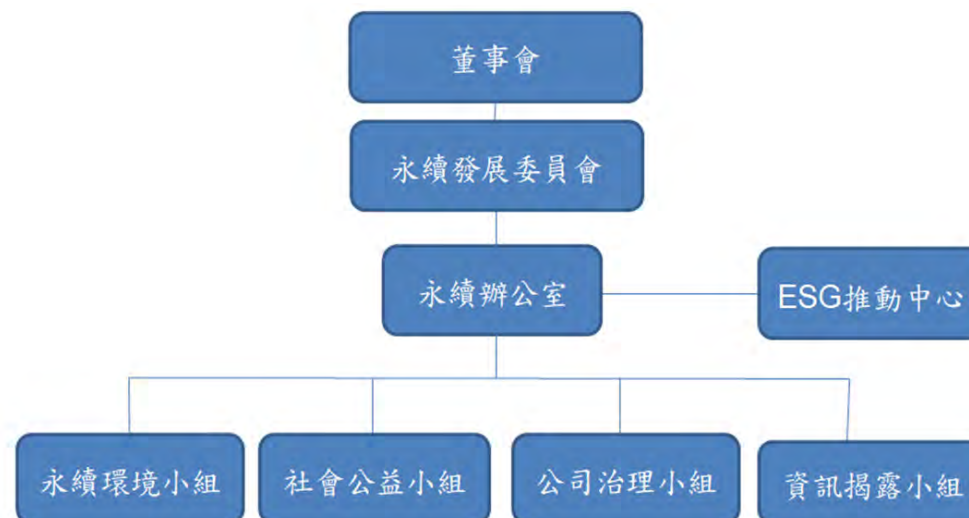 董事會
永續發展委員會
永續辦公室
ESG推動中心
永續環境小組
社會公益小組
公司治理小組
資訊揭露小組